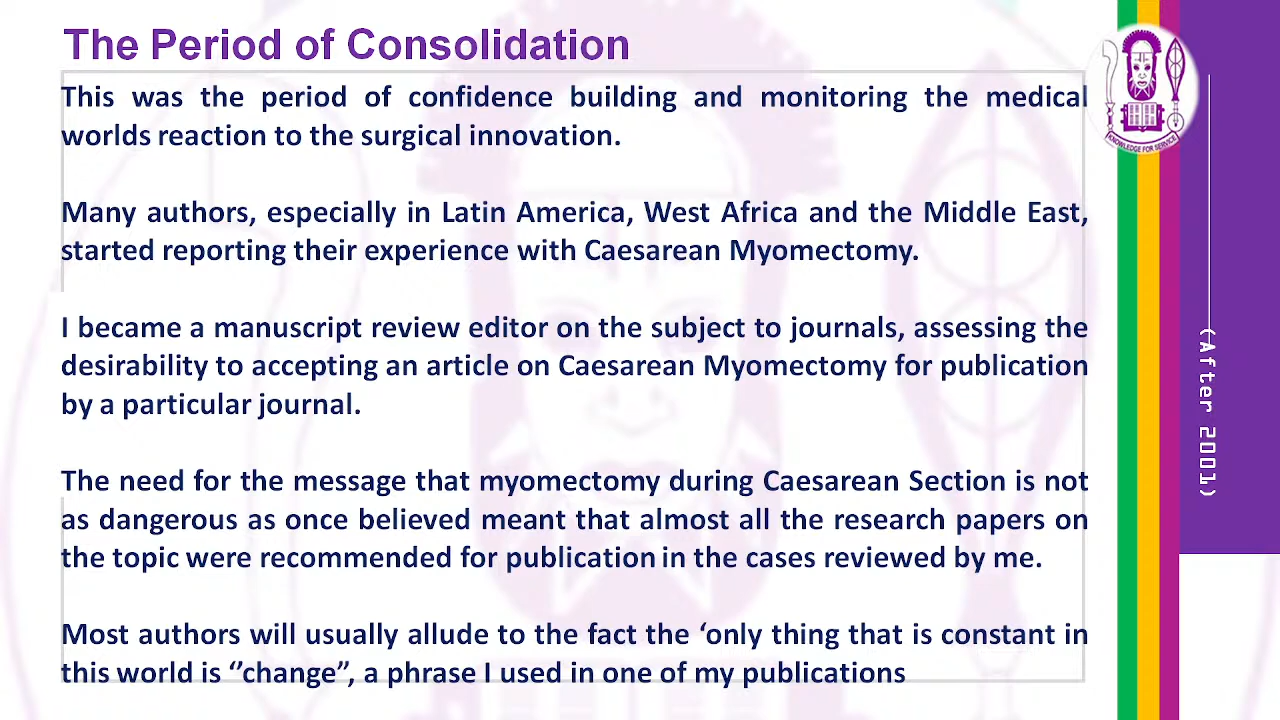 The Period of Consolidation
This was the period of confidence building and monitoring the medical
worlds reaction to the surgical innovation.
Many authors, especially in Latin America, West Africa and the Middle East,
started reporting their experience with Caesarean Myomectomy.
I became a manuscript review editor on the subject to journals, assessing the
desirability to accepting an article on Caesarean Myomectomy for publication
by a particular journal.
The need for the message that myomectomy during Caesarean Section is not
as dangerous as once believed meant that almost all the research papers on
the topic were recommended for publication in the cases reviewed by me.
Most authors will usually allude to the fact the ‘only thing that is constant in
this world is ‘’change”, a phrase I used in one of my publications
KNOWLEDGE FOR SERVICE
(After 2001)